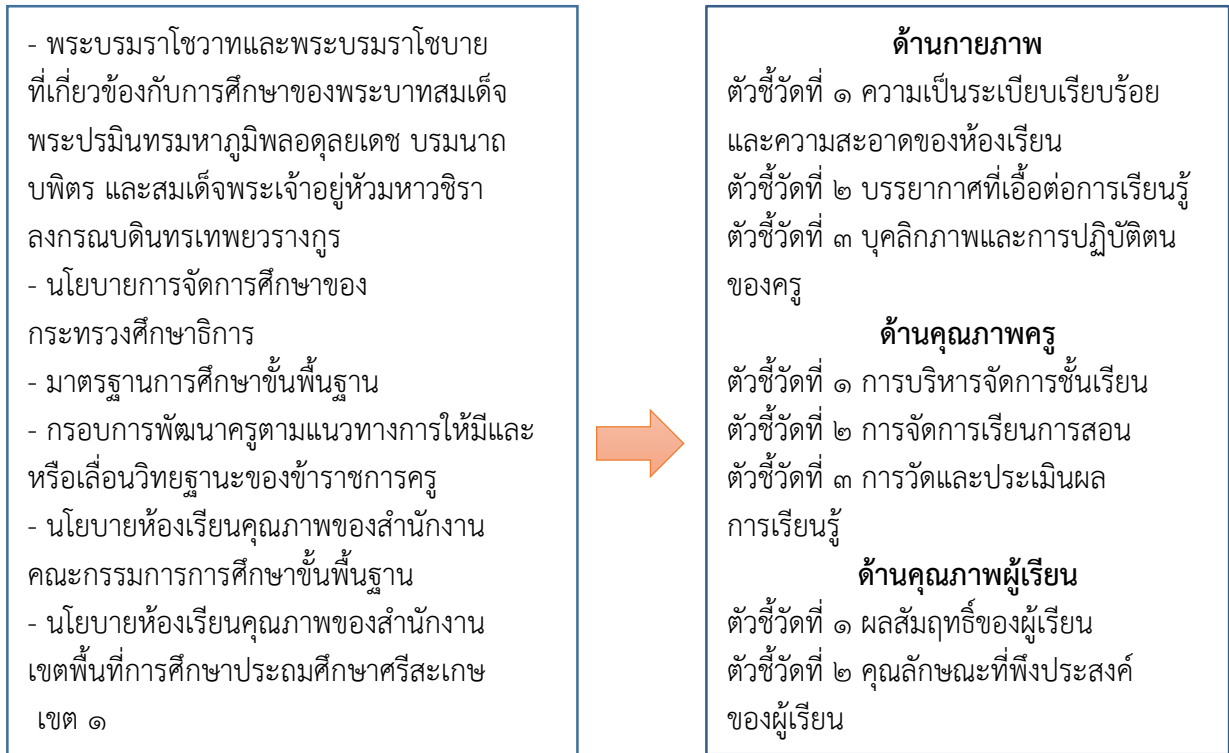 - พระบรมราโชวาทและพระบรมราโชบาย
ที่เกี่ยวข้องกับการศึกษาของพระบาทสมเด็จ
พระปรมินทรมหาภูมิพลอดุลยเดช บรมนาถ
บพิตร และสมเด็จพระเจ้าอยู่หัวมหาวชิรา
ลงกรณบดินทรเทพยวรางกูร
- นโยบายการจัดการศึกษาของ
กระทรวงศึกษาธิการ
- มาตรฐานการศึกษาขั้นพื้นฐาน
- กรอบการพัฒนาครูตามแนวทางการให้มีและ
หรือเลื่อนวิทยฐานะของข้าราชการครู
- นโยบายห้องเรียนคุณภาพของสำนักงาน
คณะกรรมการการศึกษาขั้นพื้นฐาน
- นโยบายห้องเรียนคุณภาพของสำนักงาน
เขตพื้นที่การศึกษาประถมศึกษาศรีสะเกษ
เขต ๑
ด้านกายภาพ
ตัวชี้วัดที่ ๑ ความเป็นระเบียบเรียบร้อย
และความสะอาดของห้องเรียน
ตัวชี้วัดที่ ๒ บรรยากาศที่เอื้อต่อการเรียนรู้
ตัวชี้วัดที่ ๓ บุคลิกภาพและการปฏิบัติตน
ของครู
ด้านคุณภาพครู
ตัวชี้วัดที่ ๑ การบริหารจัดการชั้นเรียน
ตัวชี้วัดที่ ๒ การจัดการเรียนการสอน
ตัวชี้วัดที่ ๓ การวัดและประเมินผล
การเรียนรู้
ด้านคุณภาพผู้เรียน
ตัวชี้วัดที่ ๑ ผลสัมฤทธิ์ของผู้เรียน
ตัวชี้วัดที่ ๒ คุณลักษณะที่พึงประสงค์
ของผู้เรียน